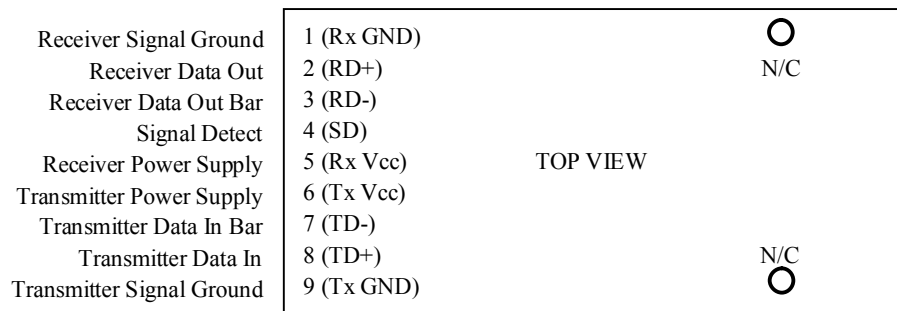 Receiver Signal Ground 1 (Rx GND)
Receiver Data Out 2 (RD+) N/C
Receiver Data Out Bar 3 (RD-)
Signal Detect 4 (SD)
Receiver Power Supply 5 (Rx Vcc) TOP VIEW
Transmitter Power Supply 6 (Tx Vcc)
Transmitter Data In Bar 7 (TD-)
Transmitter Data In 8 (TD+) N/C
Transmitter Signal Ground 9 (Tx GND)